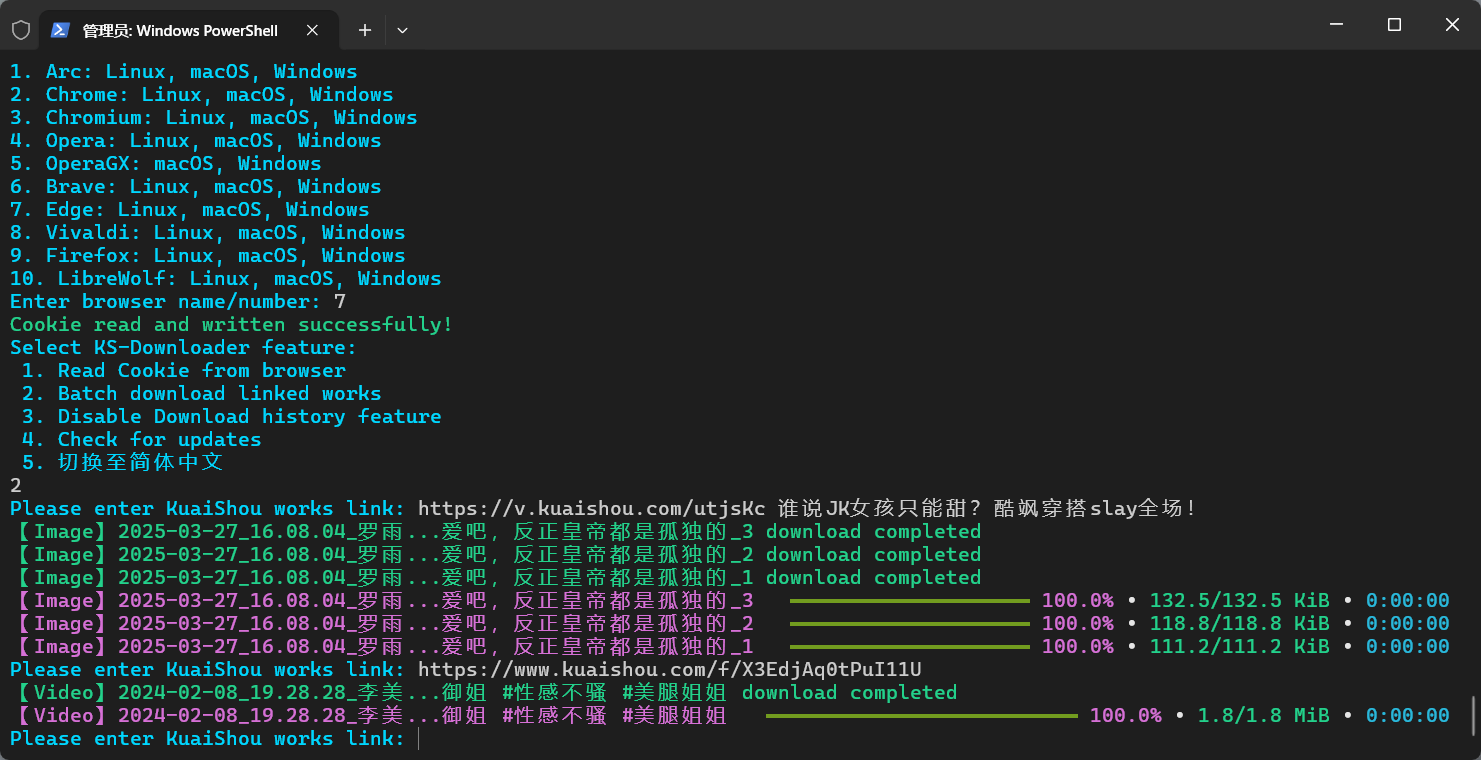 管理员: Windows PowerShell
1. Arc: Linux, macOS, Windows
2. Chrome: Linux, macOS, Windows
3. Chromium: Linux, macOS, Windows
4. Opera: Linux, macOS, Windows
5. OperaGX: macOS, Windows
6. Brave: Linux, macOS, Windows
7. Edge: Linux, macOS, Windows
8. Vivaldi: Linux, macOS, Windows
9. Firefox: Linux, macOS, Windows
10. LibreWolf: Linux, macOS, Windows
Enter browser name/number: 7
Cookie read and written successfully!
Select KS-Downloader feature:
1. Read Cookie from browser
2. Batch download linked works
3. Disable Download history feature
4. Check for updates
5. 切换至简体中文
2
Please enter KuaiShou works link: https://v.kuaishou.com/utjsKc 谁说JK女孩只能甜？酷飒穿搭slay全场！
【Image】2025-03-27_16.08.04_罗雨...爱吧，反正皇帝都是孤独的_3 download completed
【Image】2025-03-27_16.08.04_罗雨...爱吧，反正皇帝都是孤独的_2 download completed
【Image】2025-03-27_16.08.04_罗雨...爱吧，反正皇帝都是孤独的_1 download completed
【Image】2025-03-27_16.08.04_罗雨...爱吧，反正皇帝都是孤独的_3 100.0% • 132.5/132.5 KiB • 0:00:00
【Image】2025-03-27_16.08.04_罗雨...爱吧，反正皇帝都是孤独的_2 100.0% • 118.8/118.8 KiB • 0:00:00
【Image】2025-03-27_16.08.04_罗雨...爱吧，反正皇帝都是孤独的_1 100.0% • 111.2/111.2 KiB • 0:00:00
Please enter KuaiShou works link: https://www.kuaishou.com/f/X3EdjAq0tPuI11U
【Video】2024-02-08_19.28.28_李美...御姐 #性感不骚 #美腿姐姐 download completed
【Video】2024-02-08_19.28.28_李美...御姐 #性感不骚 #美腿姐姐 100.0% • 1.8/1.8 MiB • 0:00:00
Please enter KuaiShou works link: